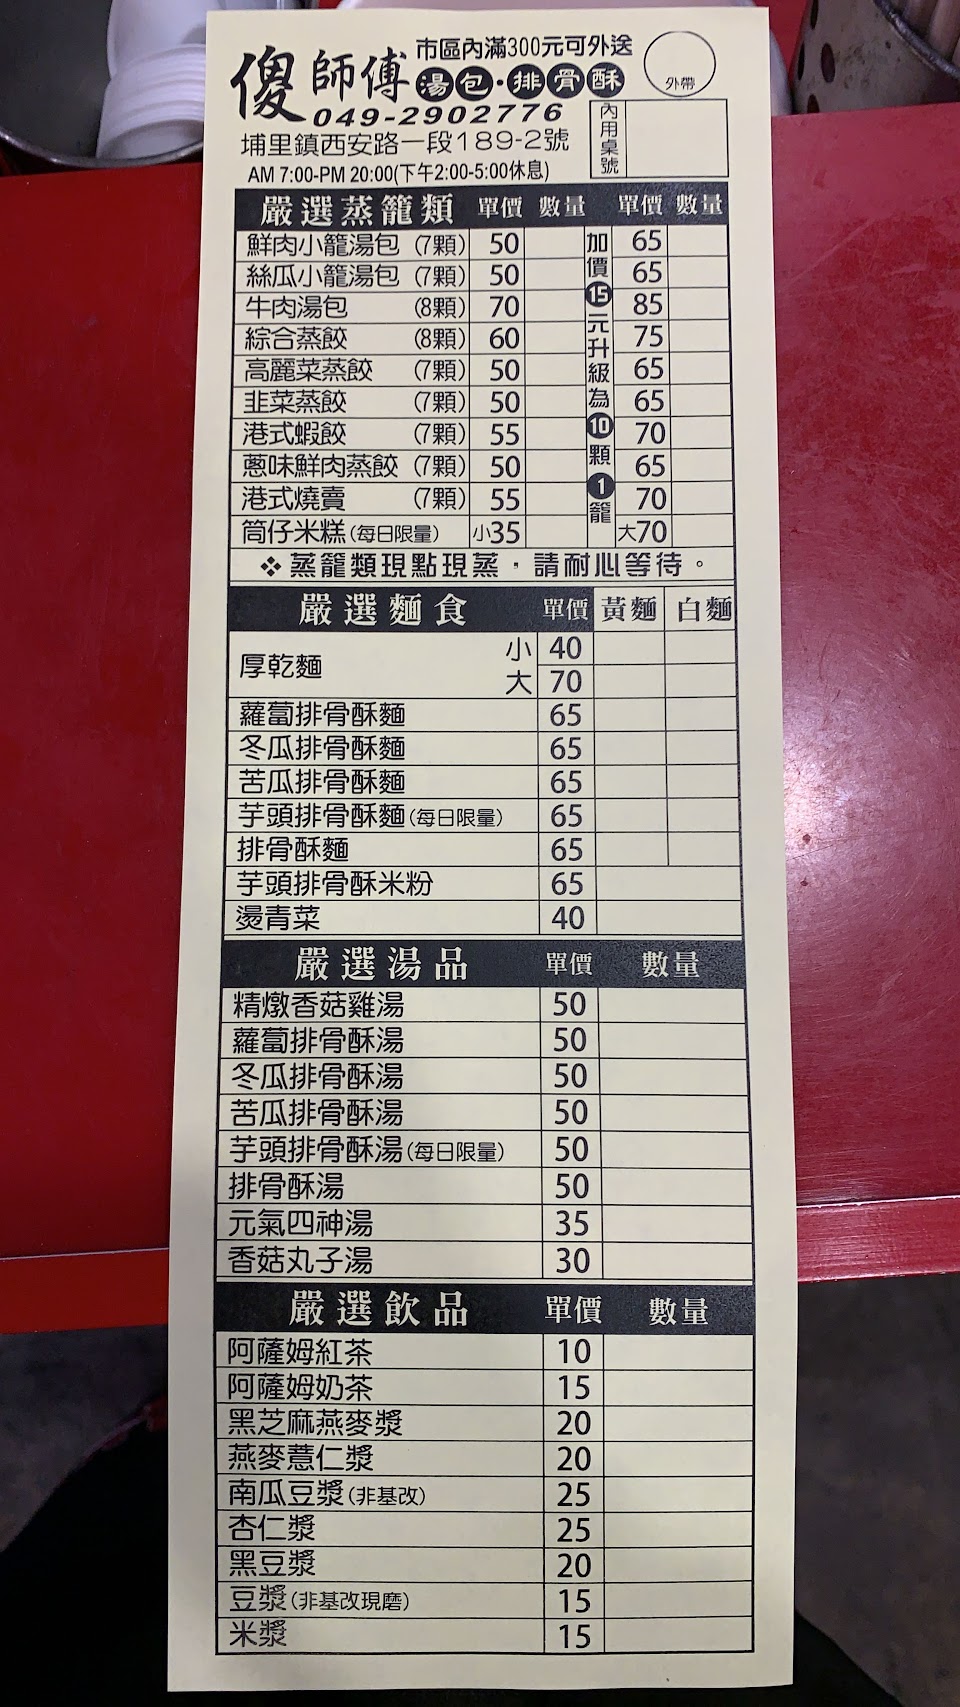 傻師傅 市區內滿300元可外送
湯包·排骨酥 外帶
049-2902776
埔里鎮西安路一段189-2號 內用桌號
AM 7:00-PM 20:00(下午2:00-5:00休息)
嚴選蒸籠類 單價 數量 單價 數量
加價15元升級為10顆1籠
鮮肉小籠湯包 (7顆) 50 65
絲瓜小籠湯包 (7顆) 50 65
牛肉湯包 (8顆) 70 85
綜合蒸餃 (8顆) 60 75
高麗菜蒸餃 (7顆) 50 65
韭菜蒸餃 (7顆) 50 65
港式蝦餃 (7顆) 55 70
蔥味鮮肉蒸餃 (7顆) 50 65
港式燒賣 (7顆) 55 70
筒仔米糕(每日限量) 小35 大70
❖蒸籠類現點現蒸，請耐心等待。
嚴選麵食 單價 黃麵 白麵
厚乾麵 小 40
大 70
蘿蔔排骨酥麵 65
冬瓜排骨酥麵 65
苦瓜排骨酥麵 65
芋頭排骨酥麵(每日限量) 65
排骨酥麵 65
芋頭排骨酥米粉 65
燙青菜 40
嚴選湯品 單價 數量
精燉香菇雞湯 50
蘿蔔排骨酥湯 50
冬瓜排骨酥湯 50
苦瓜排骨酥湯 50
芋頭排骨酥湯(每日限量) 50
排骨酥湯 50
元氣四神湯 35
香菇丸子湯 30
嚴選飲品 單價 數量
阿薩姆紅茶 10
阿薩姆奶茶 15
黑芝麻燕麥漿 20
燕麥薏仁漿 20
南瓜豆漿(非基改) 25
杏仁漿 25
黑豆漿 20
豆漿(非基改現磨) 15
米漿 15